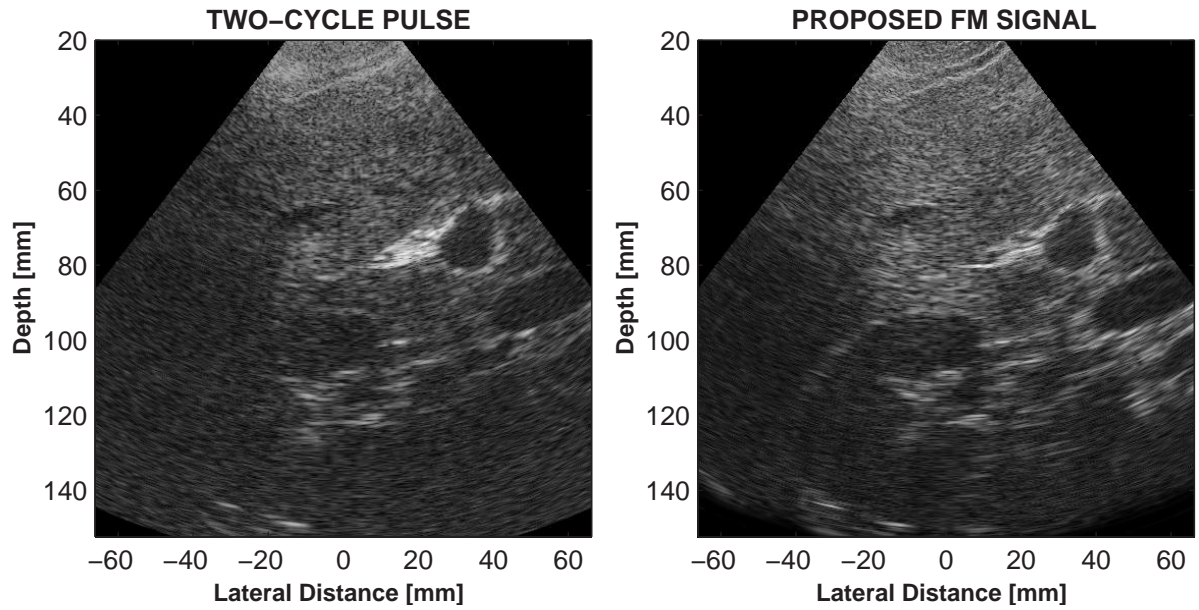 TWO–CYCLE PULSE
20
40
60
80
100
120
140
Depth [mm]
–60 –40 –20 0 20 40 60
Lateral Distance [mm]
PROPOSED FM SIGNAL
20
40
60
80
100
120
140
Depth [mm]
–60 –40 –20 0 20 40 60
Lateral Distance [mm]